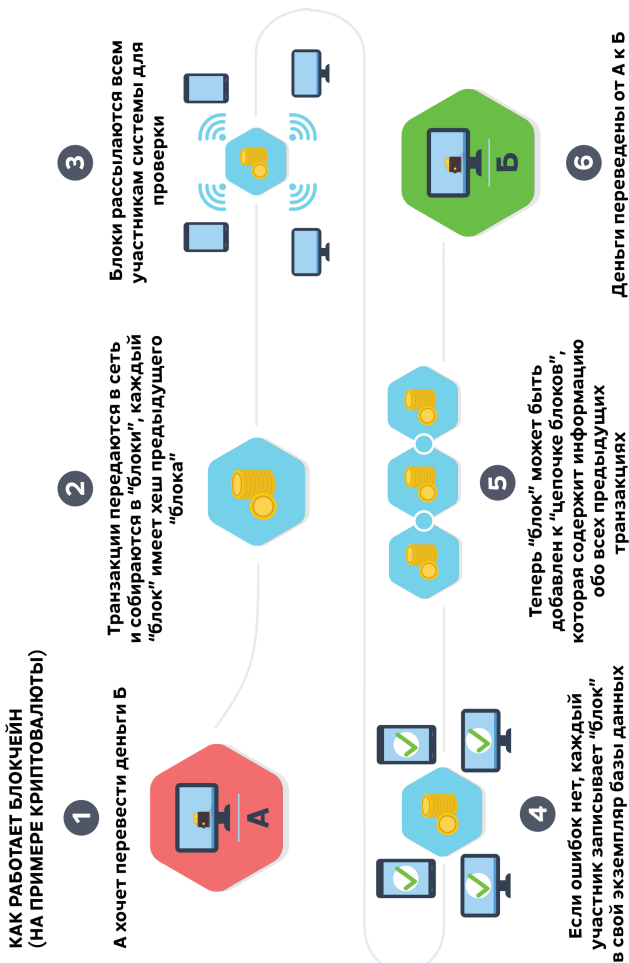 КАК РАБОТАЕТ БЛОКЧЕЙН
(НА ПРИМЕРЕ КРИПТОВАЛЮТЫ)
1
А хочет перевести деньги Б
А
2
Транзакции передаются в сеть
и собираются в “блоки”, каждый
“блок” имеет хеш предыдущего
“блока”
3
Блоки рассылаются всем
участникам системы для
проверки
4
Если ошибок нет, каждый
участник записывает “блок”
в свой экземпляр базы данных
5
Теперь “блок” может быть
добавлен к “цепочке блоков”,
которая содержит информацию
обо всех предыдущих
транзакциях
Б
6
Деньги переведены от А к Б